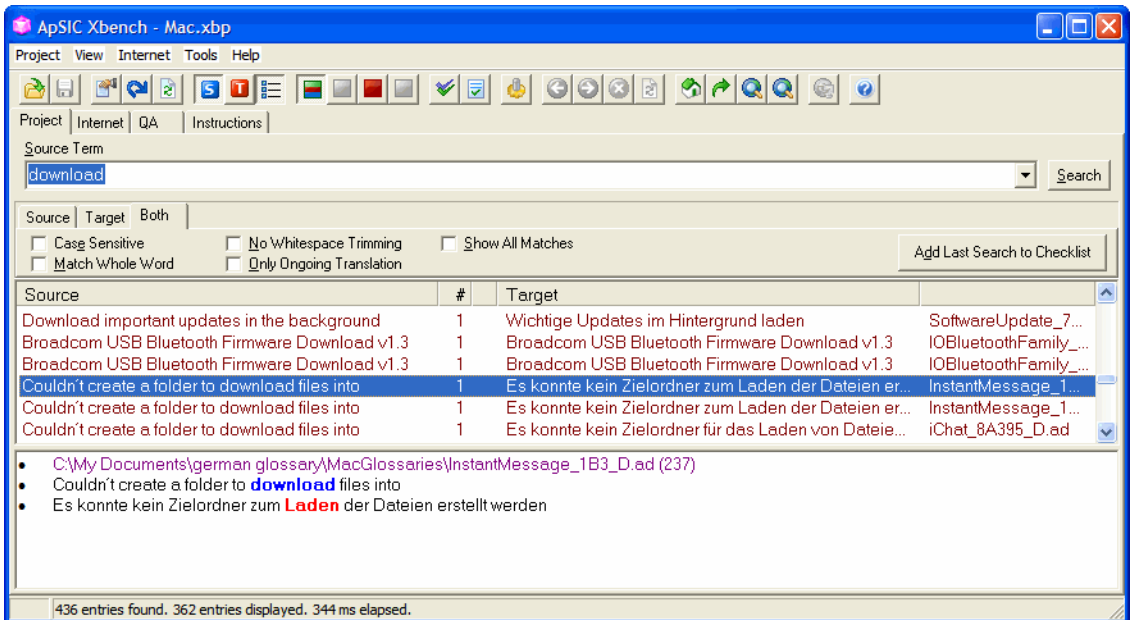 ApSIC Xbench - Mac.xbp
Project View Internet Tools Help
S T
Project Internet QA Instructions
Source Term
download Search
Source Target Both
Case Sensitive No Whitespace Trimming Show All Matches
Match Whole Word Only Ongoing Translation
Add Last Search to Checklist
Source # Target
Download important updates in the background 1 Wichtige Updates im Hintergrund laden SoftwareUpdate_7...
Broadcom USB Bluetooth Firmware Download v1.3 1 Broadcom USB Bluetooth Firmware Download v1.3 IOBluetoothFamily_...
Broadcom USB Bluetooth Firmware Download v1.3 1 Broadcom USB Bluetooth Firmware Download v1.3 IOBluetoothFamily_...
Couldn´t create a folder to download files into 1 Es konnte kein Zielordner zum Laden der Dateien er... InstantMessage_1...
Couldn´t create a folder to download files into 1 Es konnte kein Zielordner zum Laden der Dateien er... InstantMessage_1...
Couldn´t create a folder to download files into 1 Es konnte kein Zielordner für das Laden von Dateie... iChat_8A395_D.ad
• C:\My Documents\german glossary\MacGlossaries\InstantMessage_1B3_D.ad (237)
• Couldn´t create a folder to download files into
• Es konnte kein Zielordner zum Laden der Dateien erstellt werden
436 entries found. 362 entries displayed. 344 ms elapsed.